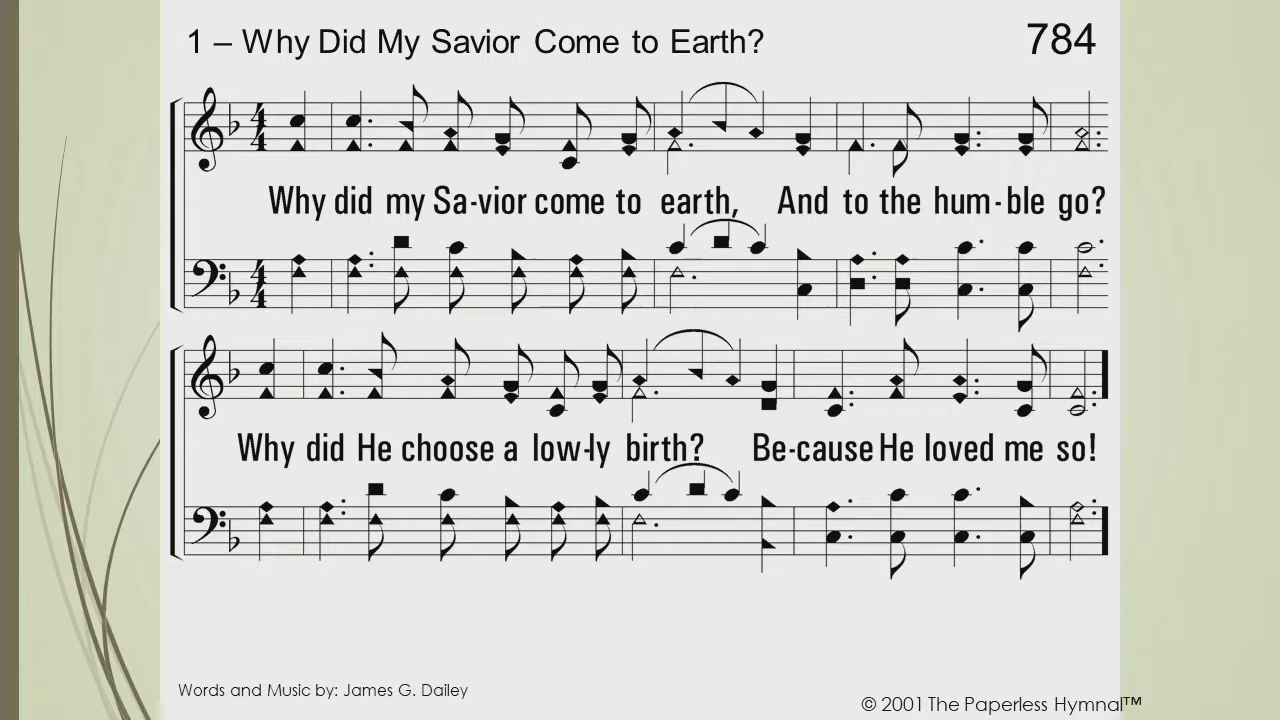 1 – Why Did My Savior Come to Earth? 784
Why did my Sa-vior come to earth, And to the hum-ble go?
Why did He choose a low-ly birth? Be-cause He loved me so!
Words and Music by: James G. Dailey
© 2001 The Paperless Hymnal™